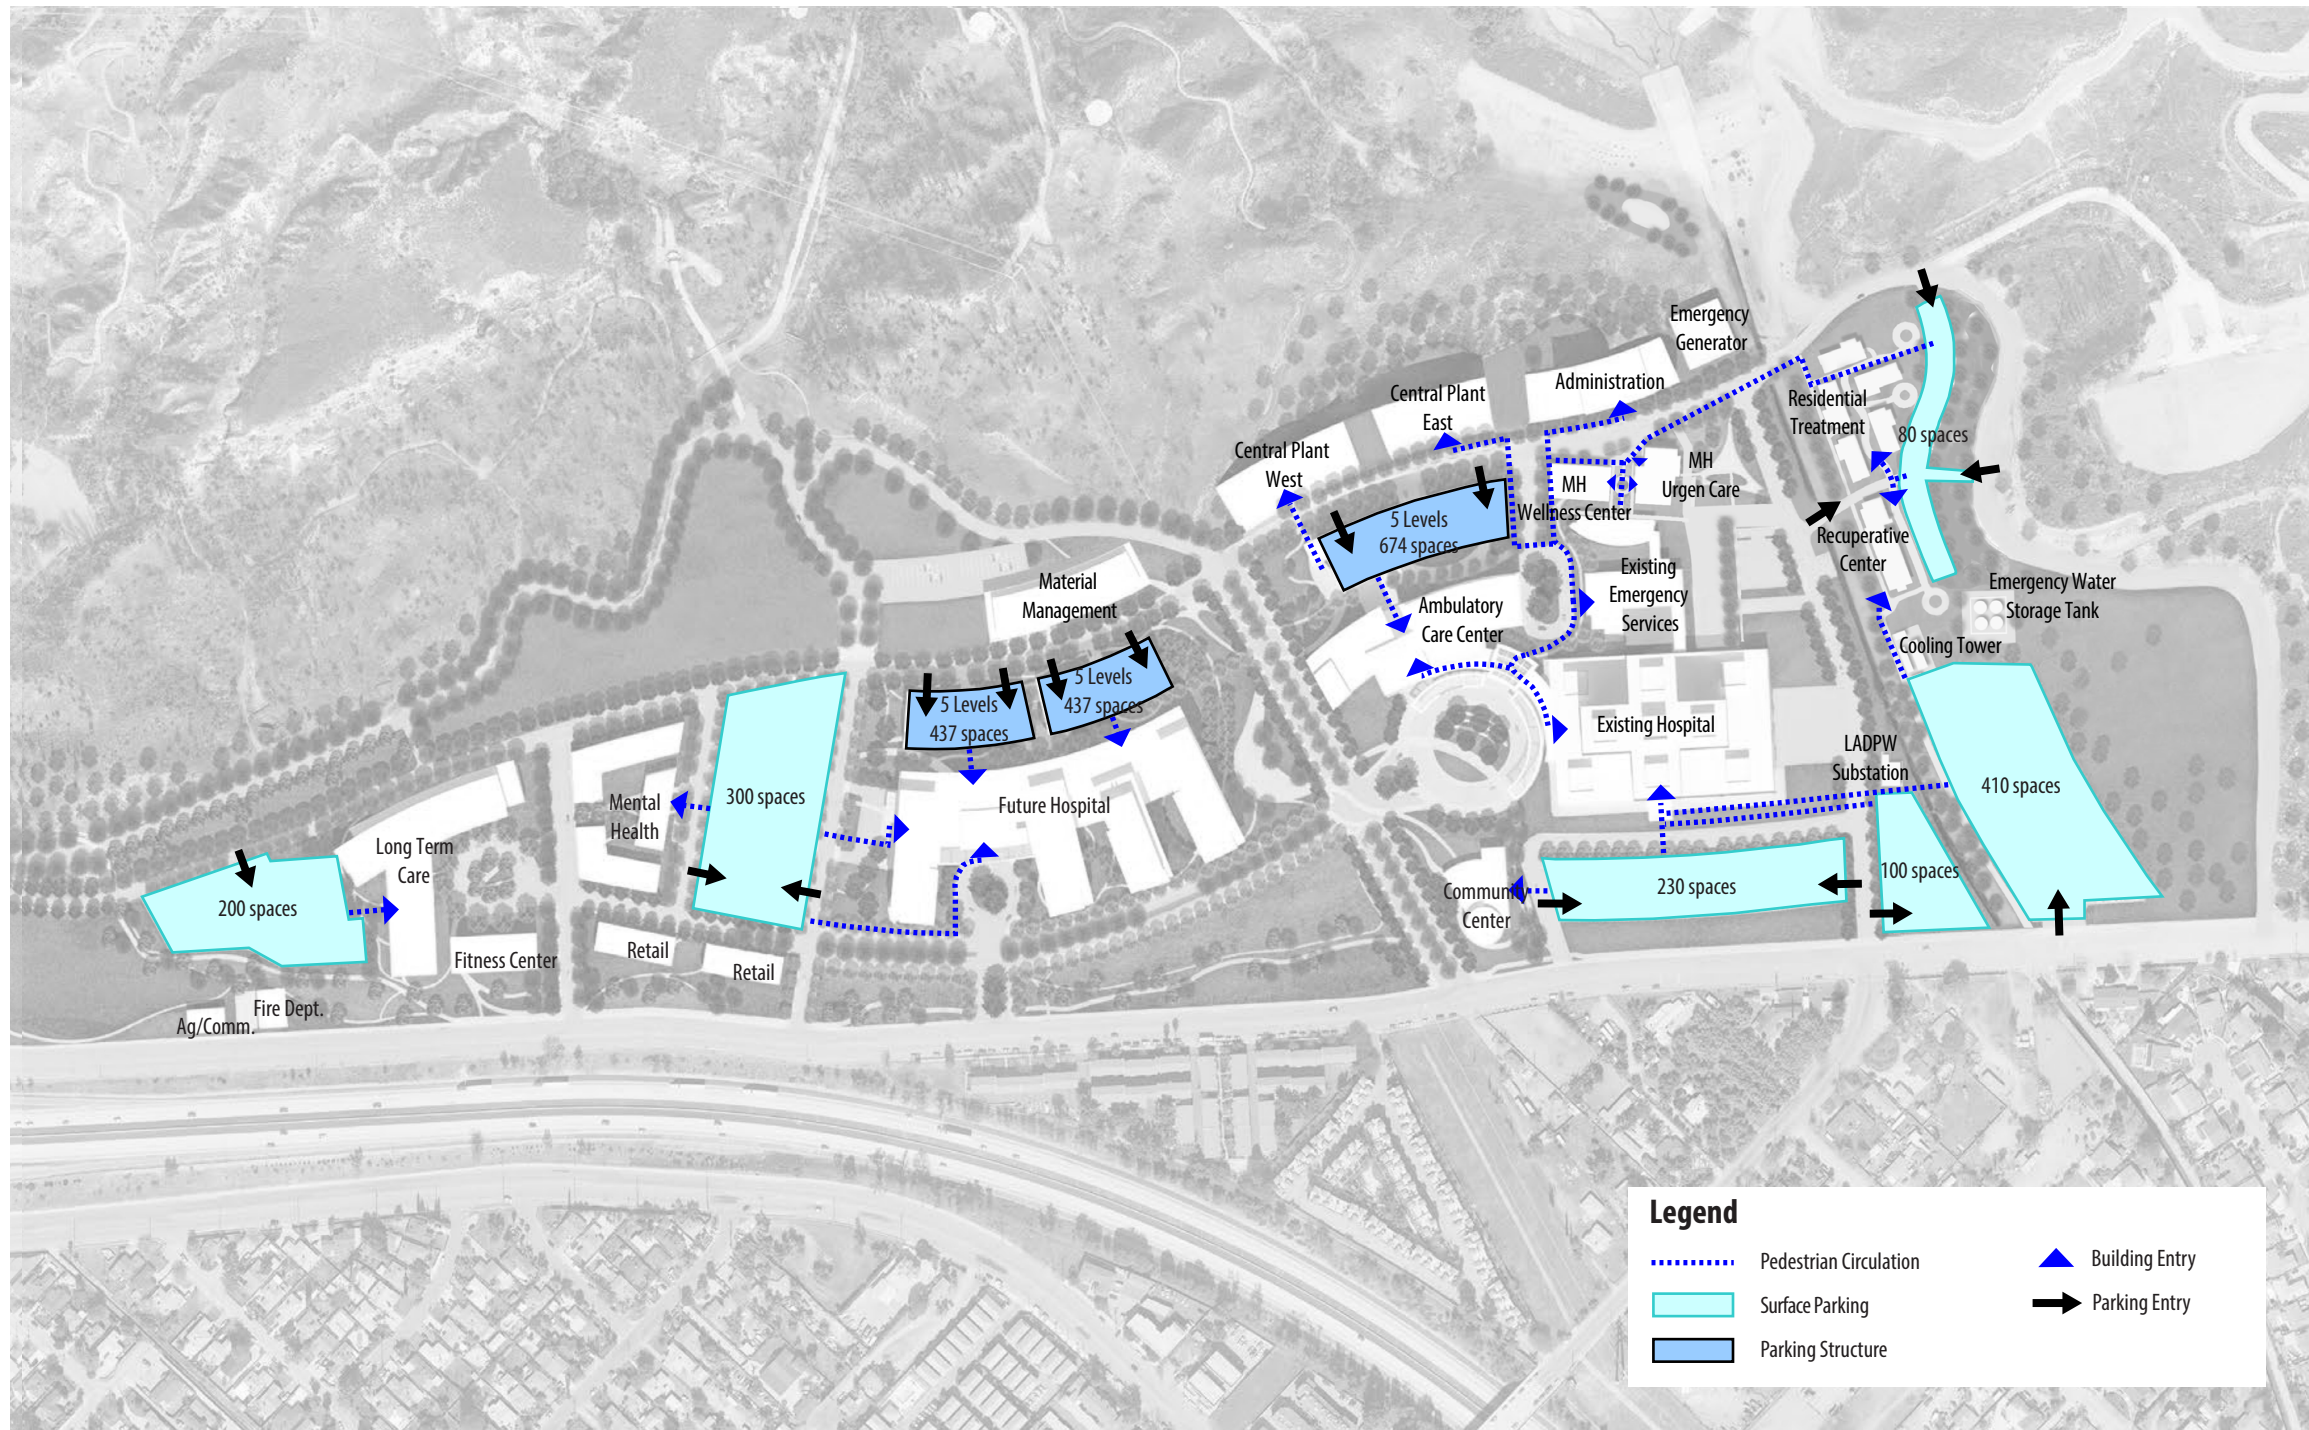 Emergency
Generator
Administration
Central Plant
East
Residential
Treatment
80 spaces
Central Plant
West
MH
Urgen Care
MH
Wellness Center
5 Levels
674 spaces
Recuperative
Center
Existing
Emergency
Services
Material
Management
Ambulatory
Care Center
Emergency Water
Storage Tank
Cooling Tower
5 Levels
437 spaces
5 Levels
437 spaces
Existing Hospital
LADPW
Substation
410 spaces
300 spaces
Mental
Health
Future Hospital
Long Term
Care
100 spaces
230 spaces
Community
Center
200 spaces
Fitness Center
Retail
Retail
Fire Dept.
Ag/Comm.
Legend
Pedestrian Circulation
Building Entry
Surface Parking
Parking Entry
Parking Structure